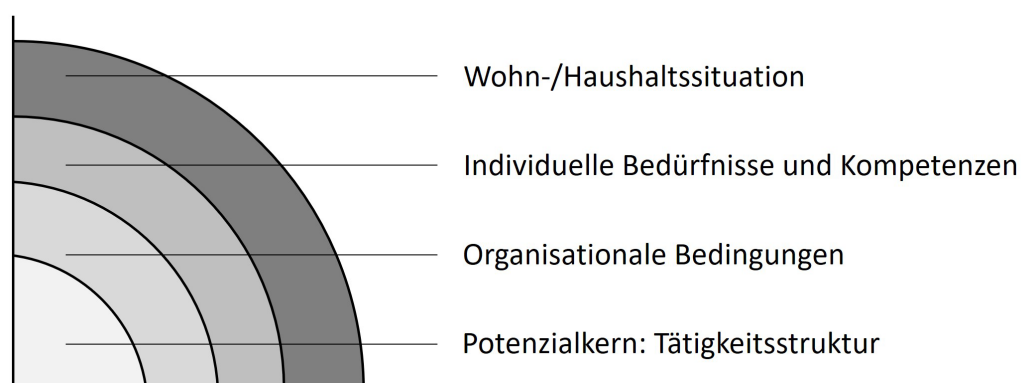 Wohn-/Haushaltssituation
Individuelle Bedürfnisse und Kompetenzen
Organisationale Bedingungen
Potenzialkern: Tätigkeitsstruktur